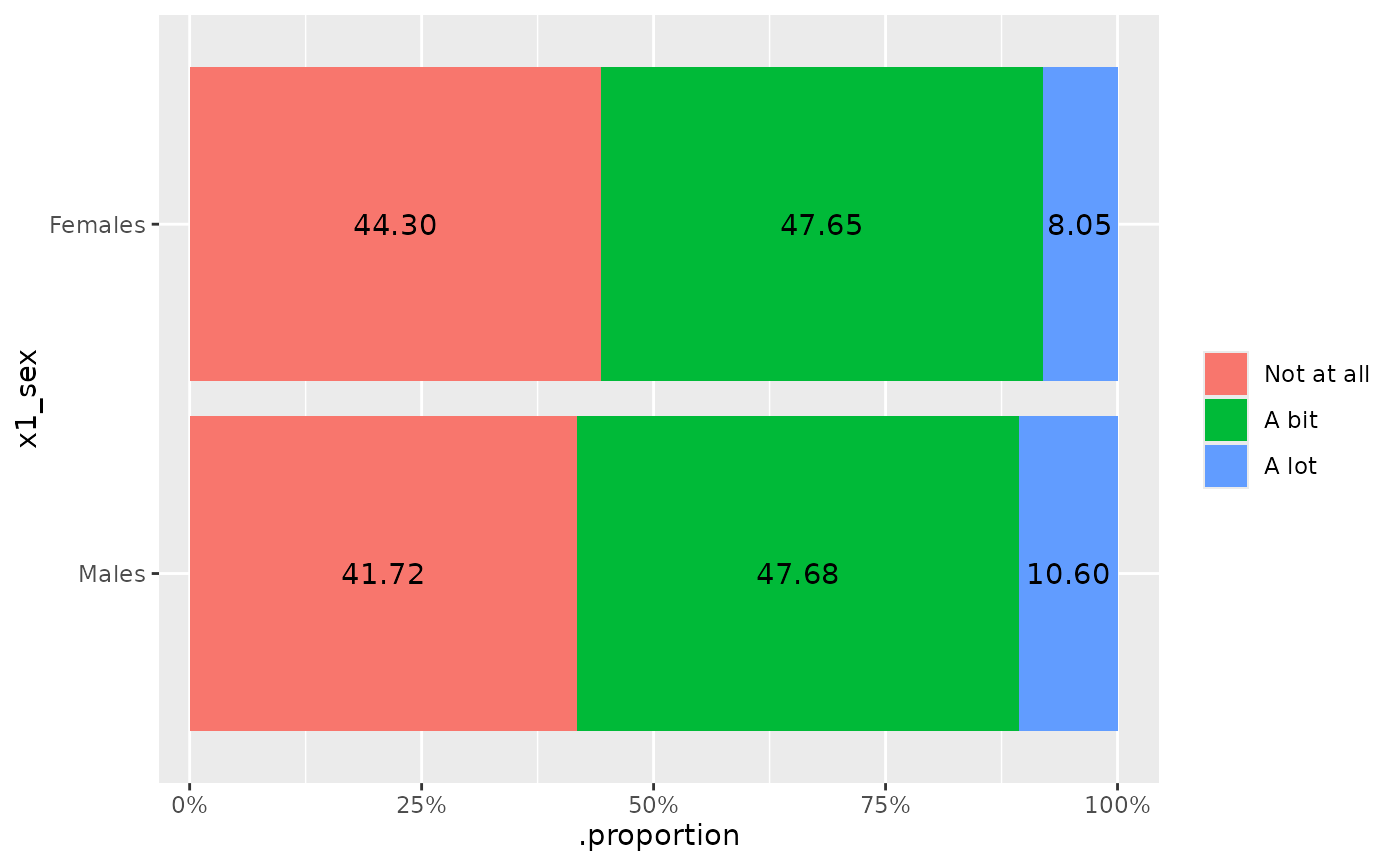 Females
44.30
47.65
8.05
x1_sex
Not at all
A bit
A lot
Males
41.72
47.68
10.60
0%
25%
50%
75%
100%
.proportion